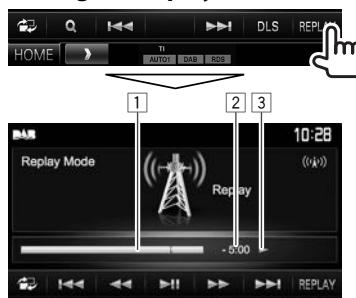 DLS REPLAY
HOME TI
AUTO1 DAB RDS
1 2 3
DAB 10:28
Replay Mode
Replay
- 5:00
REPLAY